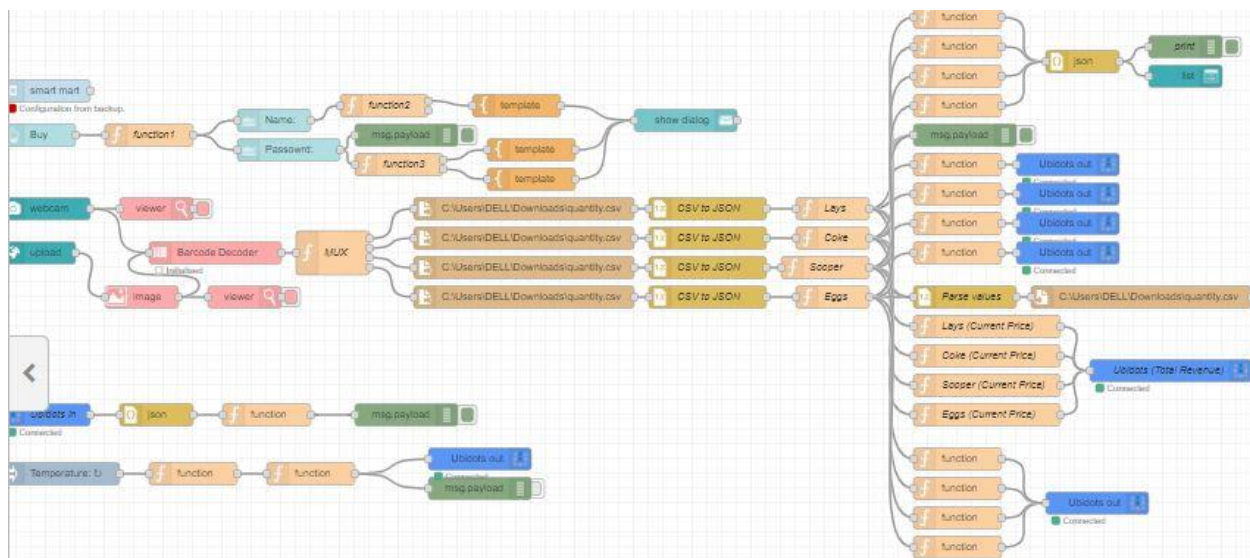 function
function
function
function
json
print
list
smart mart
Configuration from backup.
Buy
function1
Name:
Passowrd:
function2
msg.payload
function3
template
template
template
show dialog
webcam
viewer
upload
Barcode Decoder
Initialised
image
viewer
MUX
C:\Users\DELL\Downloads\quantity.csv
CSV to JSON
Lays
C:\Users\DELL\Downloads\quantity.csv
CSV to JSON
Coke
C:\Users\DELL\Downloads\quantity.csv
CSV to JSON
Sooper
C:\Users\DELL\Downloads\quantity.csv
CSV to JSON
Eggs
msg.payload
function
Ubidots out
function
Ubidots out
function
Ubidots out
function
Ubidots out
Connected
Parse values
C:\Users\DELL\Downloads\quantity.csv
Lays (Current Price)
Coke (Current Price)
Sooper (Current Price)
Eggs (Current Price)
Ubidots (Total Revenue)
Connected
Ubidots in
Connected
json
function
msg.payload
Temperature: ↻
function
function
Ubidots out
Connected
msg.payload
function
function
function
function
Ubidots out
Connected